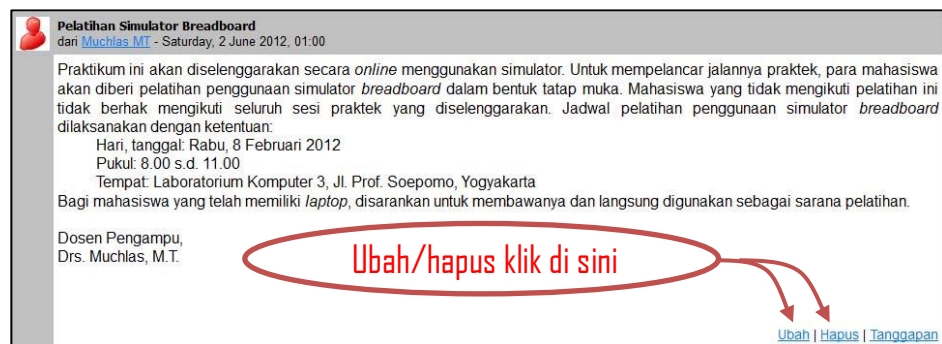 Pelatihan Simulator Breadboard
dari Muchlas MT - Saturday, 2 June 2012, 01:00
Praktikum ini akan diselenggarakan secara online menggunakan simulator. Untuk mempelancar jalannya praktek, para mahasiswa
akan diberi pelatihan penggunaan simulator breadboard dalam bentuk tatap muka. Mahasiswa yang tidak mengikuti pelatihan ini
tidak berhak mengikuti seluruh sesi praktek yang diselenggarakan. Jadwal pelatihan penggunaan simulator breadboard
dilaksanakan dengan ketentuan:
Hari, tanggal: Rabu, 8 Februari 2012
Pukul: 8.00 s.d. 11.00
Tempat: Laboratorium Komputer 3, Jl. Prof. Soepomo, Yogyakarta
Bagi mahasiswa yang telah memiliki laptop, disarankan untuk membawanya dan langsung digunakan sebagai sarana pelatihan.
Dosen Pengampu,
Drs. Muchlas, M.T.
Ubah/hapus klik di sini
Ubah | Hapus | Tanggapan